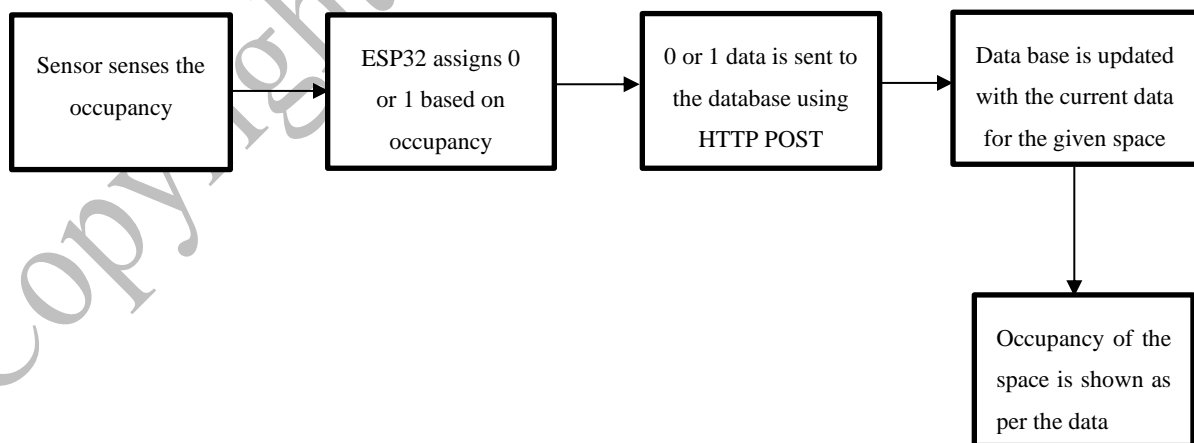 Sensor senses the
occupancy
ESP32 assigns 0
or 1 based on
occupancy
0 or 1 data is sent to
the database using
HTTP POST
Data base is updated
with the current data
for the given space
Occupancy of the
space is shown as
per the data
Copyright